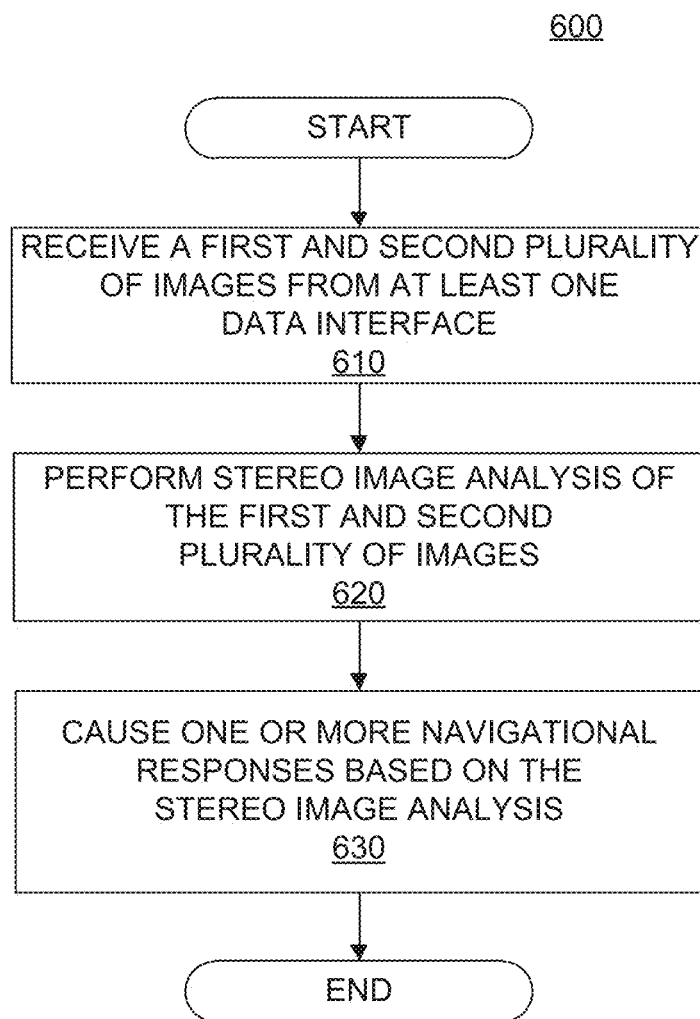 600
START
RECEIVE A FIRST AND SECOND PLURALITY
OF IMAGES FROM AT LEAST ONE
DATA INTERFACE
610
PERFORM STEREO IMAGE ANALYSIS OF
THE FIRST AND SECOND
PLURALITY OF IMAGES
620
CAUSE ONE OR MORE NAVIGATIONAL
RESPONSES BASED ON THE
STEREO IMAGE ANALYSIS
630
END